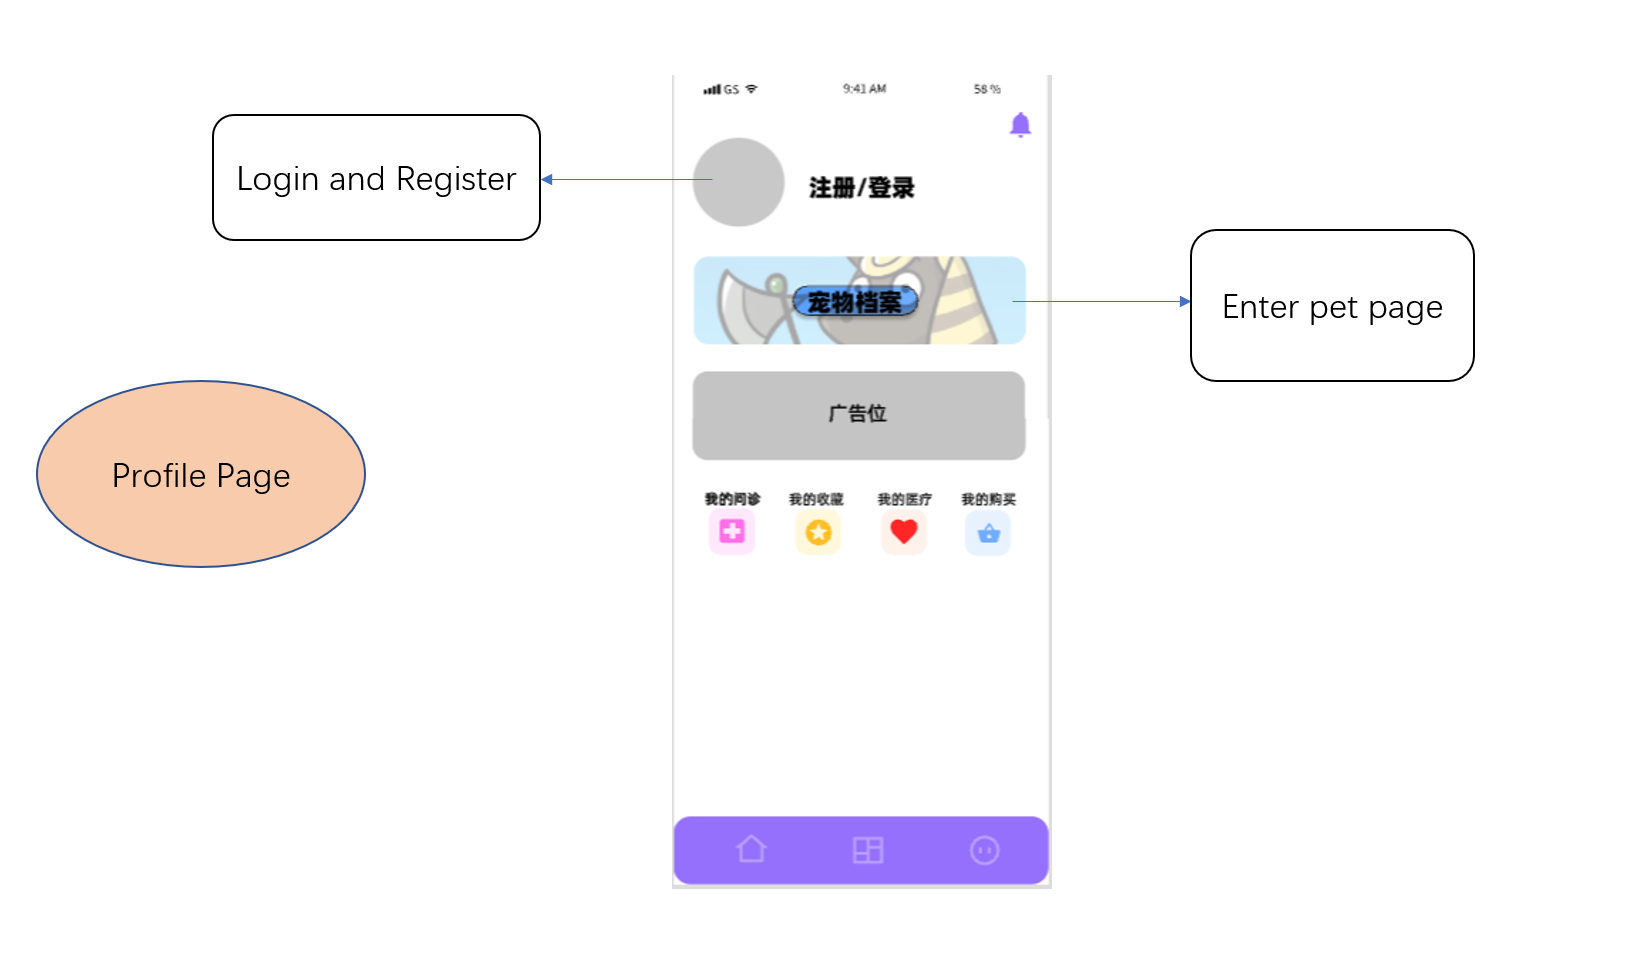 GS 9:41 AM 58 %
Login and Register
注册/登录
宠物档案
Enter pet page
广告位
Profile Page
我的问诊 我的收藏 我的医疗 我的购买